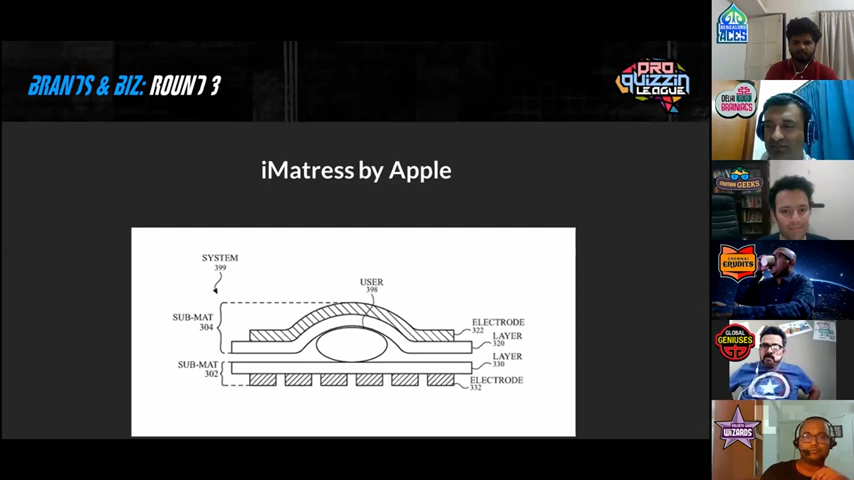 BRANDS & BIZ: ROUND 3
PRO
QUIZZING
LEAGUE
iMatress by Apple
SYSTEM
399
USER
398
SUB-MAT
304
ELECTRODE
322
LAYER
320
LAYER
330
SUB-MAT
302
ELECTRODE
332
BENGALURU
ACES
DELHI
BRAINIACS
GEEKS
CHENNAI
ERUDITS
GLOBAL
GENIUSES
WIZARDS